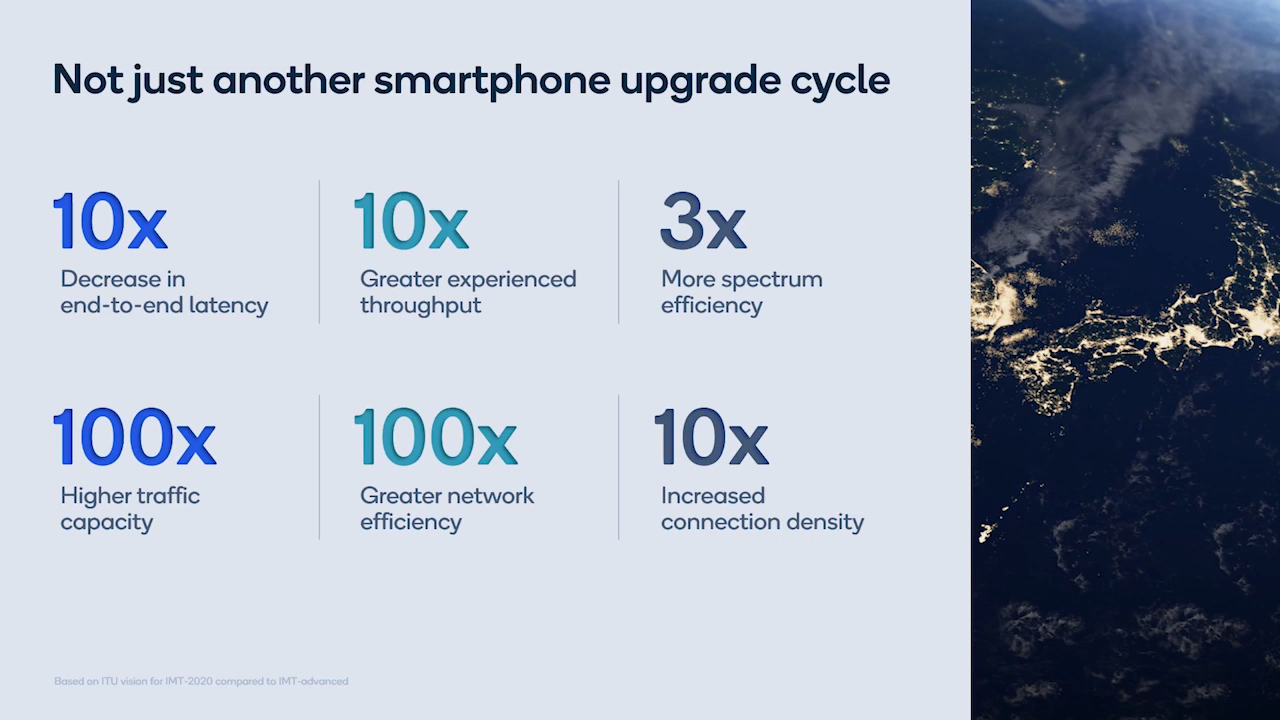 Not just another smartphone upgrade cycle
10x
Decrease in
end-to-end latency
10x
Greater experienced
throughput
3x
More spectrum
efficiency
100x
Higher traffic
capacity
100x
Greater network
efficiency
10x
Increased
connection density
Based on ITU vision for IMT-2020 compared to IMT-advanced